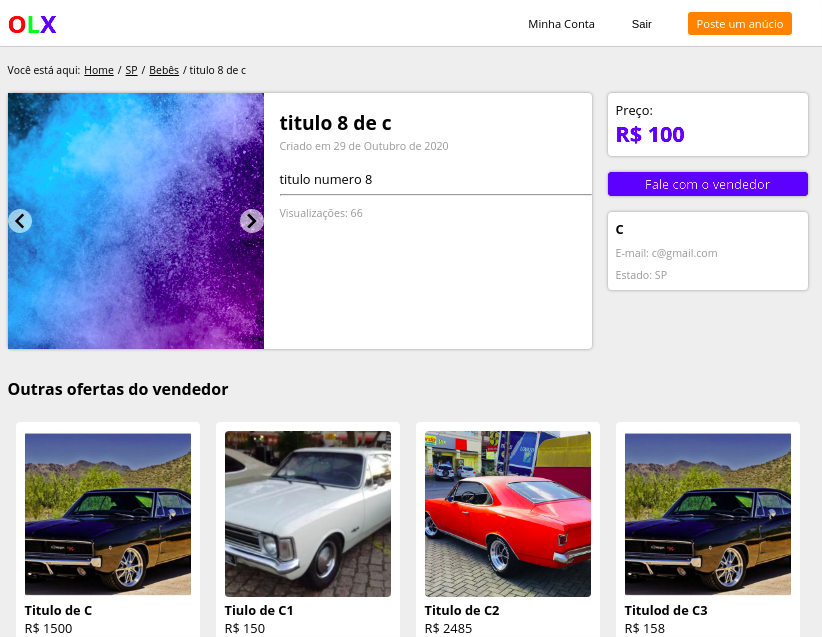 OLX
Minha Conta
Sair
Poste um anúcio
Você está aqui: Home / SP / Bebês / titulo 8 de c
titulo 8 de c
Criado em 29 de Outubro de 2020
titulo numero 8
Visualizações: 66
Preço:
R$ 100
Fale com o vendedor
C
E-mail: c@gmail.com
Estado: SP
Outras ofertas do vendedor
Titulo de C
R$ 1500
Tiulo de C1
R$ 150
Titulo de C2
R$ 2485
Titulod de C3
R$ 158